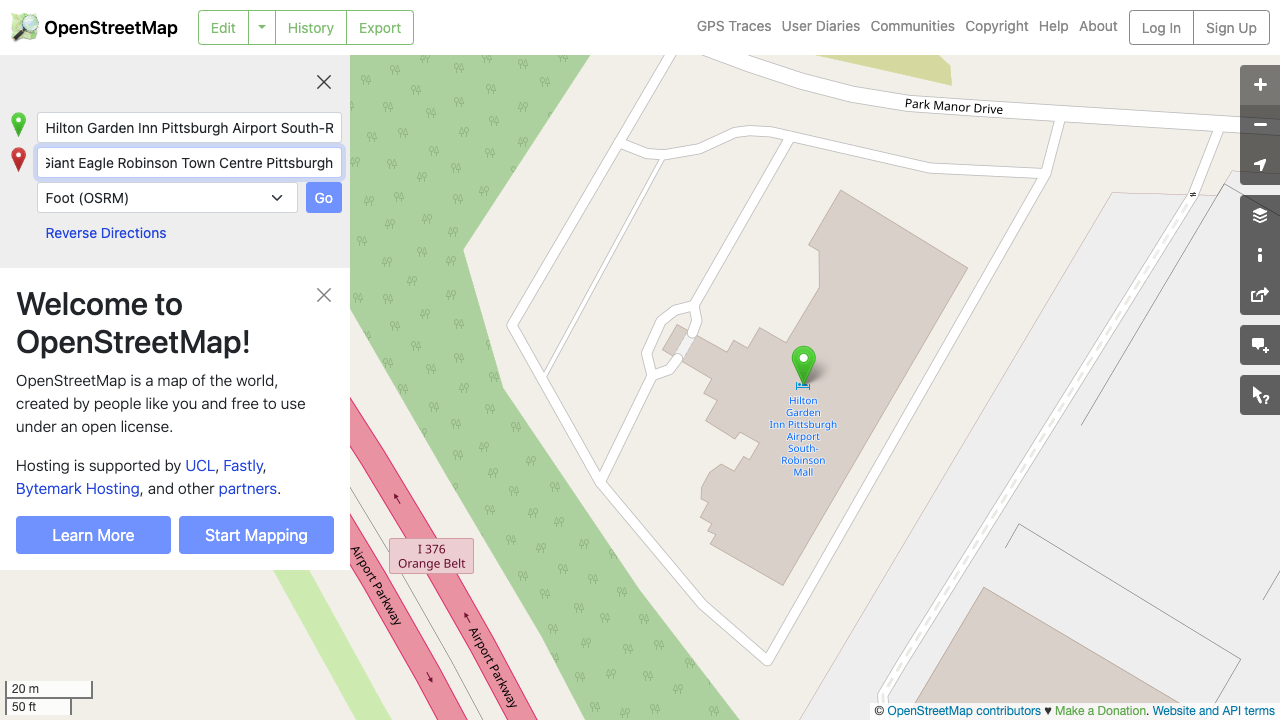 OpenStreetMap
Edit
History
Export
GPS Traces
User Diaries
Communities
Copyright
Help
About
Log In
Sign Up
Hilton Garden Inn Pittsburgh Airport South-R
Giant Eagle Robinson Town Centre Pittsburgh
Foot (OSRM)
Go
Reverse Directions
Welcome to
OpenStreetMap!
OpenStreetMap is a map of the world,
created by people like you and free to use
under an open license.
Hosting is supported by UCL, Fastly,
Bytemark Hosting, and other partners.
Learn More
Start Mapping
Park Manor Drive
Hilton
Garden
Inn Pittsburgh
Airport
South-
Robinson
Mall
I 376
Orange Belt
Airport Parkway
Airport Parkway
20 m
50 ft
© OpenStreetMap contributors ♥ Make a Donation. Website and API terms